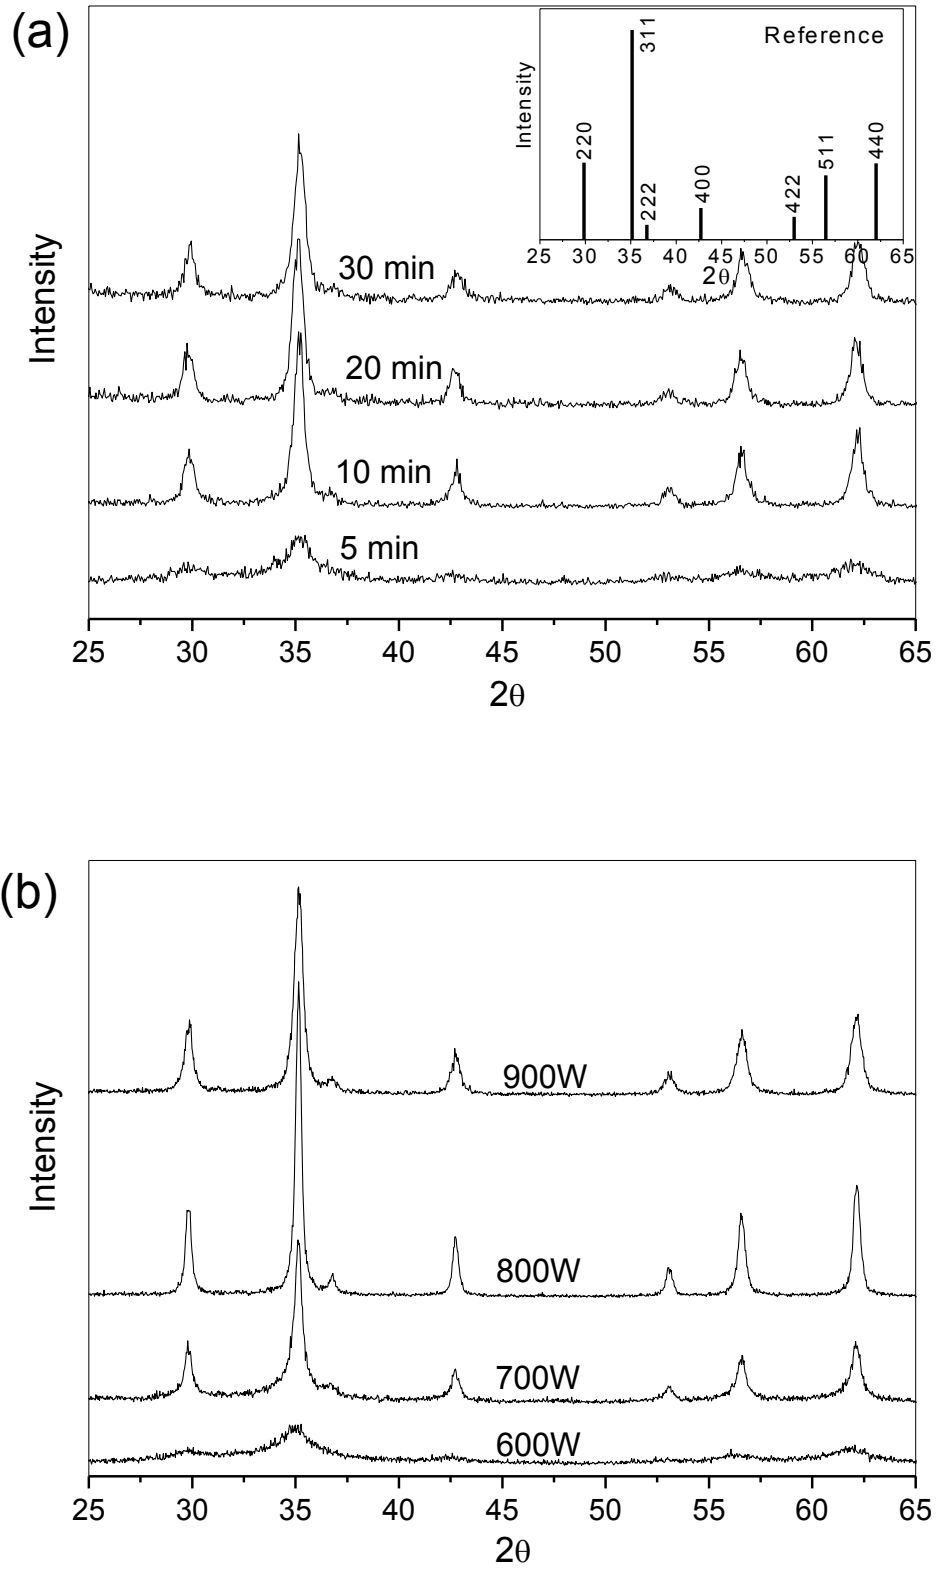 (a)
Reference
Intensity
220
311
222
400
422
511
440
25 30 35 40 45 50 55 60 65
2θ
Intensity
30 min
20 min
10 min
5 min
25 30 35 40 45 50 55 60 65
2θ
(b)
Intensity
900W
800W
700W
600W
25 30 35 40 45 50 55 60 65
2θ